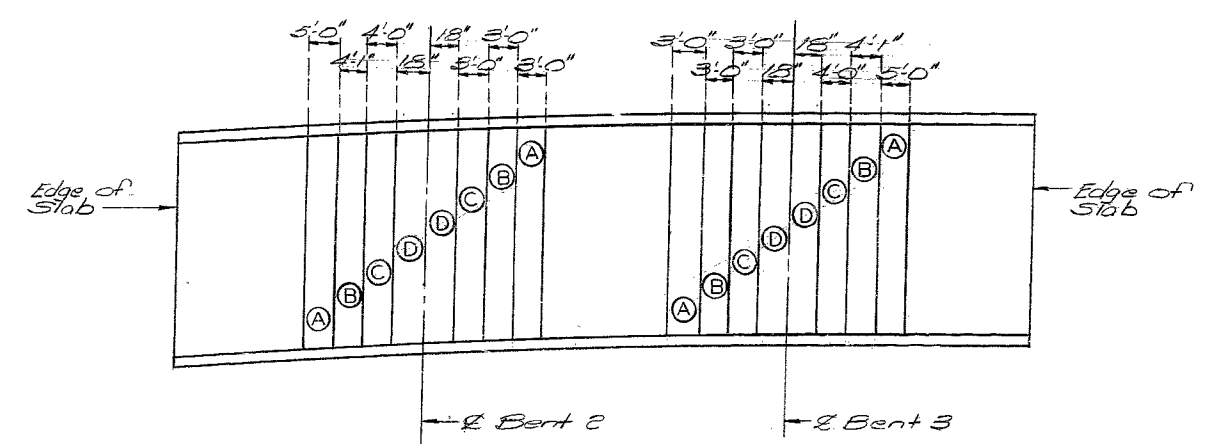 5'-0" 4'-0" 18" 3'-0"
4'-1" 18" 3'-0" 3'-0"
3'-0" 3'-0" 18" 4'-1"
3'-0" 18" 4'-0" 5'-0"
Edge of
Slab
A
B
C
D
D
C
B
A
A
B
C
D
D
C
B
A
Edge of
Slab
℄ Bent 2
℄ Bent 3